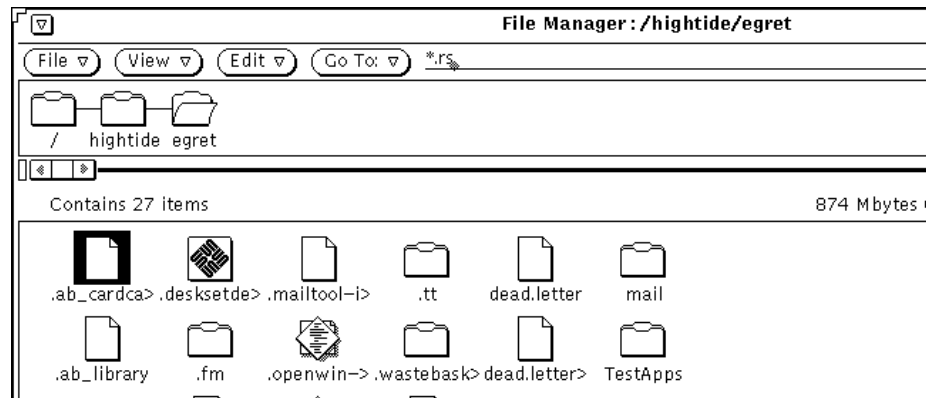 File Manager : /hightide/egret
File View Edit Go To: *.rs
/ hightide egret
Contains 27 items 874 Mbytes
.ab_cardca> .desksetde> .mailtool-i> .tt dead.letter mail
.ab_library .fm .openwin-> .wastebask> dead.letter> TestApps